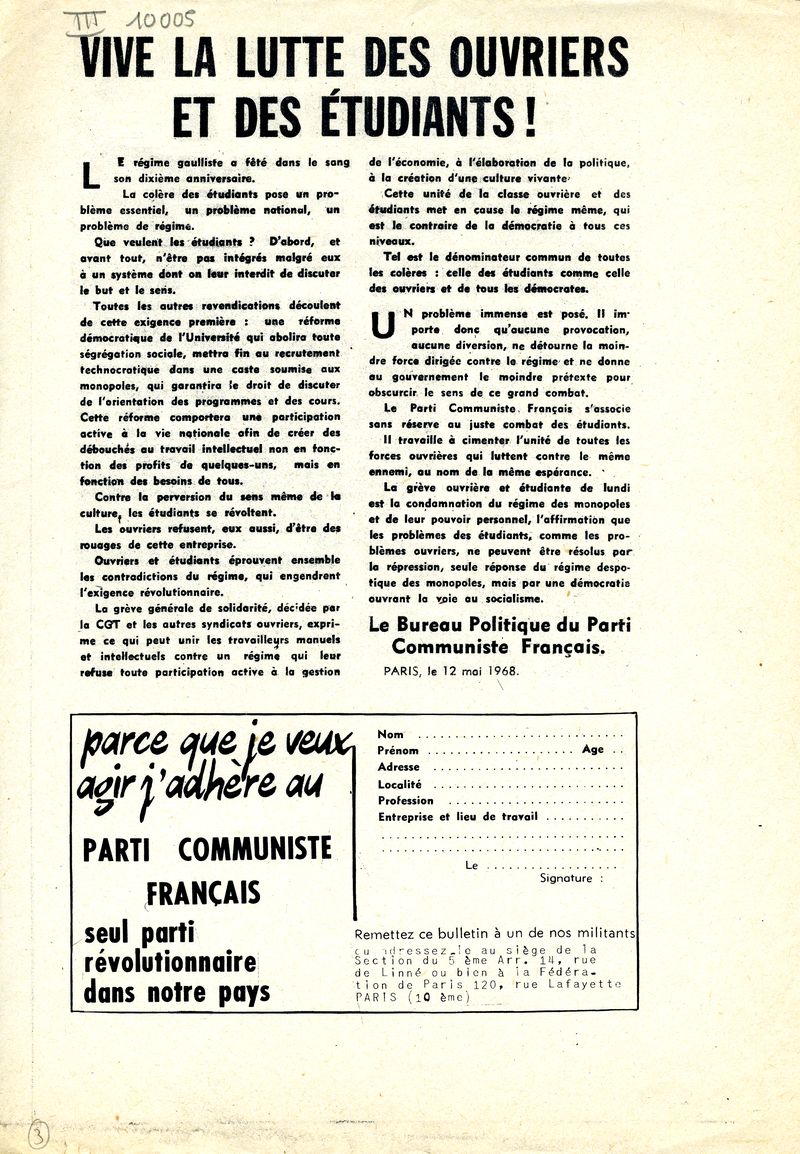 III 10005
VIVE LA LUTTE DES OUVRIERS
ET DES ÉTUDIANTS !
LE régime gaulliste a fêté dans le sang
son dixième anniversaire.
La colère des étudiants pose un pro-
blème essentiel, un problème national, un
problème de régime.
Que veulent les étudiants ? D'abord, et
avant tout, n'être pas intégrés malgré eux
à un système dont on leur interdit de discuter
le but et le sens.
Toutes les autres revendications découlent
de cette exigence première : une réforme
démocratique de l'Université qui abolira toute
ségrégation sociale, mettra fin au recrutement
technocratique dans une caste soumise aux
monopoles, qui garantira le droit de discuter
de l'orientation des programmes et des cours.
Cette réforme comportera une participation
active à la vie nationale afin de créer des
débouchés au travail intellectuel non en fonc-
tion des profits de quelques-uns, mais en
fonction des besoins de tous.
Contre la perversion du sens même de la
culture, les étudiants se révoltent.
Les ouvriers refusent, eux aussi, d'être des
rouages de cette entreprise.
Ouvriers et étudiants éprouvent ensemble
les contradictions du régime, qui engendrent
l'exigence révolutionnaire.
La grève générale de solidarité, décidée par
la CGT et les autres syndicats ouvriers, expri-
me ce qui peut unir les travailleurs manuels
et intellectuels contre un régime qui leur
refuse toute participation active à la gestion
de l'économie, à l'élaboration de la politique,
à la création d'une culture vivante.
Cette unité de la classe ouvrière et des
étudiants met en cause le régime même, qui
est le contraire de la démocratie à tous ces
niveaux.
Tel est le dénominateur commun de toutes
les colères : celle des étudiants comme celle
des ouvriers et de tous les démocrates.
UN problème immense est posé. Il im-
porte donc qu'aucune provocation,
aucune diversion, ne détourne la moin-
dre force dirigée contre le régime et ne donne
au gouvernement le moindre prétexte pour
obscurcir le sens de ce grand combat.
Le Parti Communiste Français s'associe
sans réserve au juste combat des étudiants.
Il travaille à cimenter l'unité de toutes les
forces ouvrières qui luttent contre le même
ennemi, au nom de la même espérance.
La grève ouvrière et étudiante de lundi
est la condamnation du régime des monopoles
et de leur pouvoir personnel, l'affirmation que
les problèmes des étudiants, comme les pro-
blèmes ouvriers, ne peuvent être résolus par
la répression, seule réponse du régime despo-
tique des monopoles, mais par une démocratie
ouvrant la voie au socialisme.
Le Bureau Politique du Parti
Communiste Français.
PARIS, le 12 mai 1968.
parce que je veux
agir j'adhère au
PARTI COMMUNISTE
FRANÇAIS
seul parti
révolutionnaire
dans notre pays
Nom ..........................
Prénom ................... Age ..
Adresse ........................
Localité ........................
Profession ......................
Entreprise et lieu de travail ..........
...............................
...............................
Le .................
Signature :
Remettez ce bulletin à un de nos militants
ou adressez-le au siège de la
Section du 5 ème Arr. 14, rue
de Linné ou bien à la Fédéra-
tion de Paris 120, rue Lafayette
PARIS (10 ème)
3